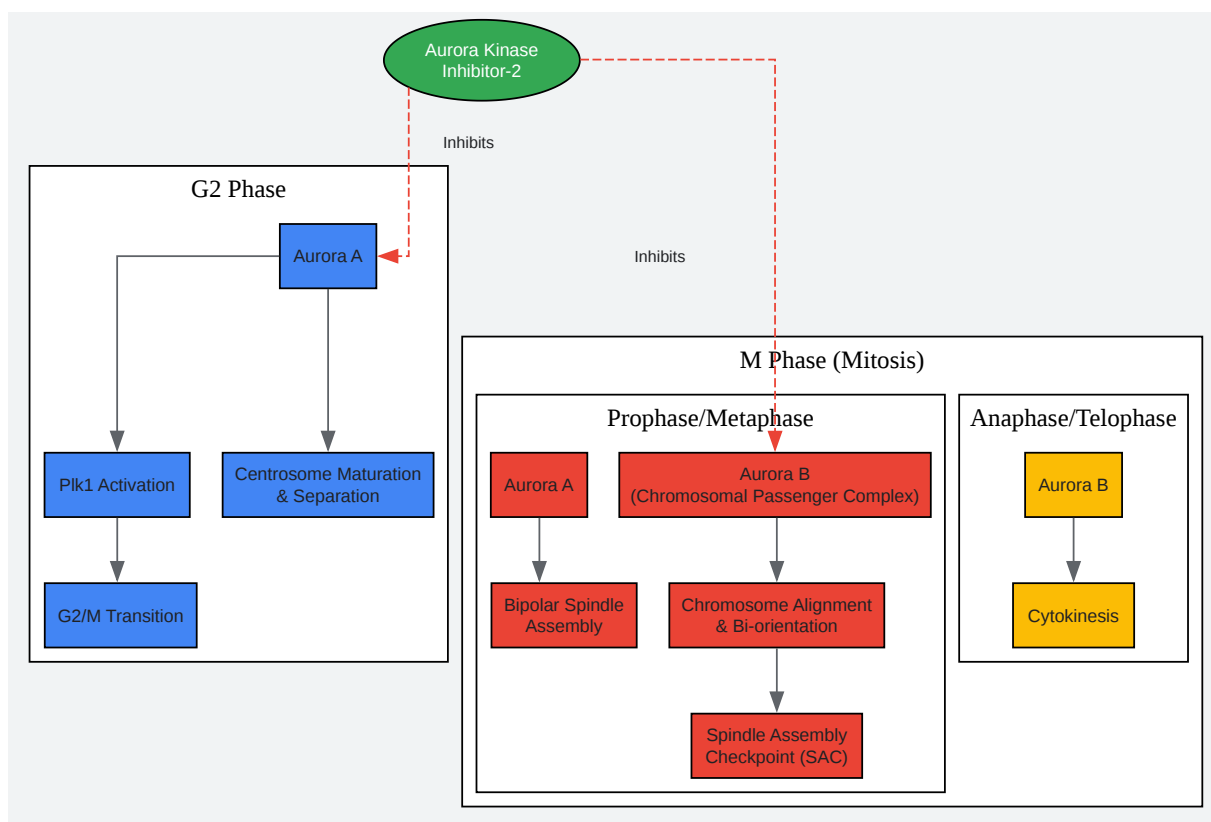 Aurora Kinase
Inhibitor-2
Inhibits
G2 Phase
Aurora A
Inhibits
Plk1 Activation
Centrosome Maturation
& Separation
G2/M Transition
M Phase (Mitosis)
Prophase/Metaphase
Aurora A
Aurora B
(Chromosomal Passenger Complex)
Bipolar Spindle
Assembly
Chromosome Alignment
& Bi-orientation
Spindle Assembly
Checkpoint (SAC)
Anaphase/Telophase
Aurora B
Cytokinesis